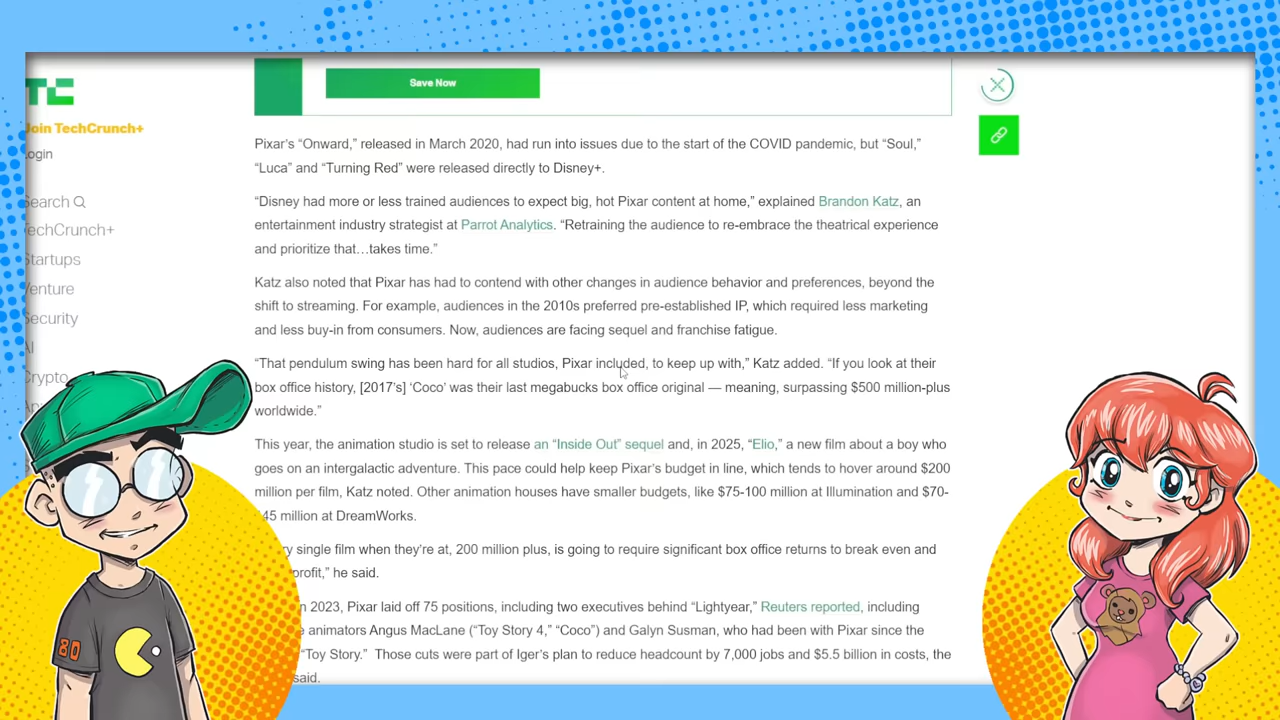 TC
Join TechCrunch+
Login
Search
TechCrunch+
Startups
Venture
Security
AI
Crypto
Save Now
Pixar's “Onward,” released in March 2020, had run into issues due to the start of the COVID pandemic, but “Soul,”
“Luca” and “Turning Red” were released directly to Disney+.
“Disney had more or less trained audiences to expect big, hot Pixar content at home,” explained Brandon Katz, an
entertainment industry strategist at Parrot Analytics. “Retraining the audience to re-embrace the theatrical experience
and prioritize that…takes time.”
Katz also noted that Pixar has had to contend with other changes in audience behavior and preferences, beyond the
shift to streaming. For example, audiences in the 2010s preferred pre-established IP, which required less marketing
and less buy-in from consumers. Now, audiences are facing sequel and franchise fatigue.
“That pendulum swing has been hard for all studios, Pixar included, to keep up with,” Katz added. “If you look at their
box office history, [2017's] ‘Coco’ was their last megabucks box office original — meaning, surpassing $500 million-plus
worldwide.”
This year, the animation studio is set to release an “Inside Out” sequel and, in 2025, “Elio,” a new film about a boy who
goes on an intergalactic adventure. This pace could help keep Pixar's budget in line, which tends to hover around $200
million per film, Katz noted. Other animation houses have smaller budgets, like $75-100 million at Illumination and $70-
45 million at DreamWorks.
single film when they're at, 200 million plus, is going to require significant box office returns to break even and
profit,” he said.
in 2023, Pixar laid off 75 positions, including two executives behind “Lightyear,” Reuters reported, including
animators Angus MacLane (“Toy Story 4,” “Coco”) and Galyn Susman, who had been with Pixar since the
“Toy Story.” Those cuts were part of Iger's plan to reduce headcount by 7,000 jobs and $5.5 billion in costs, the
said.
80